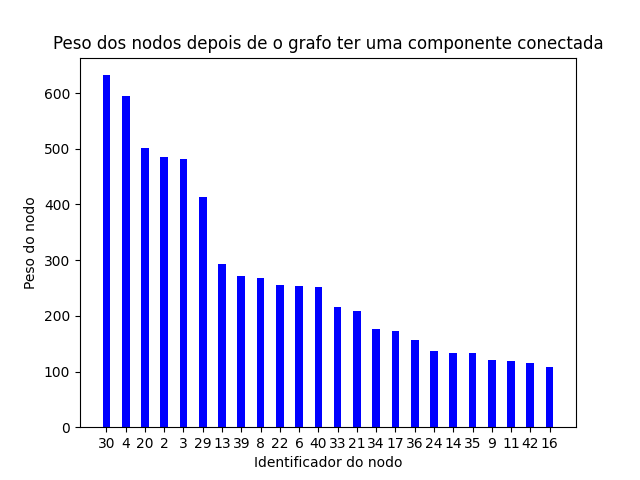 Peso dos nodos depois de o grafo ter uma componente conectada
600
500
400
300
200
100
0
Peso do nodo
30 4 20 2 3 29 13 39 8 22 6 40 33 21 34 17 36 24 14 35 9 11 42 16
Identificador do nodo